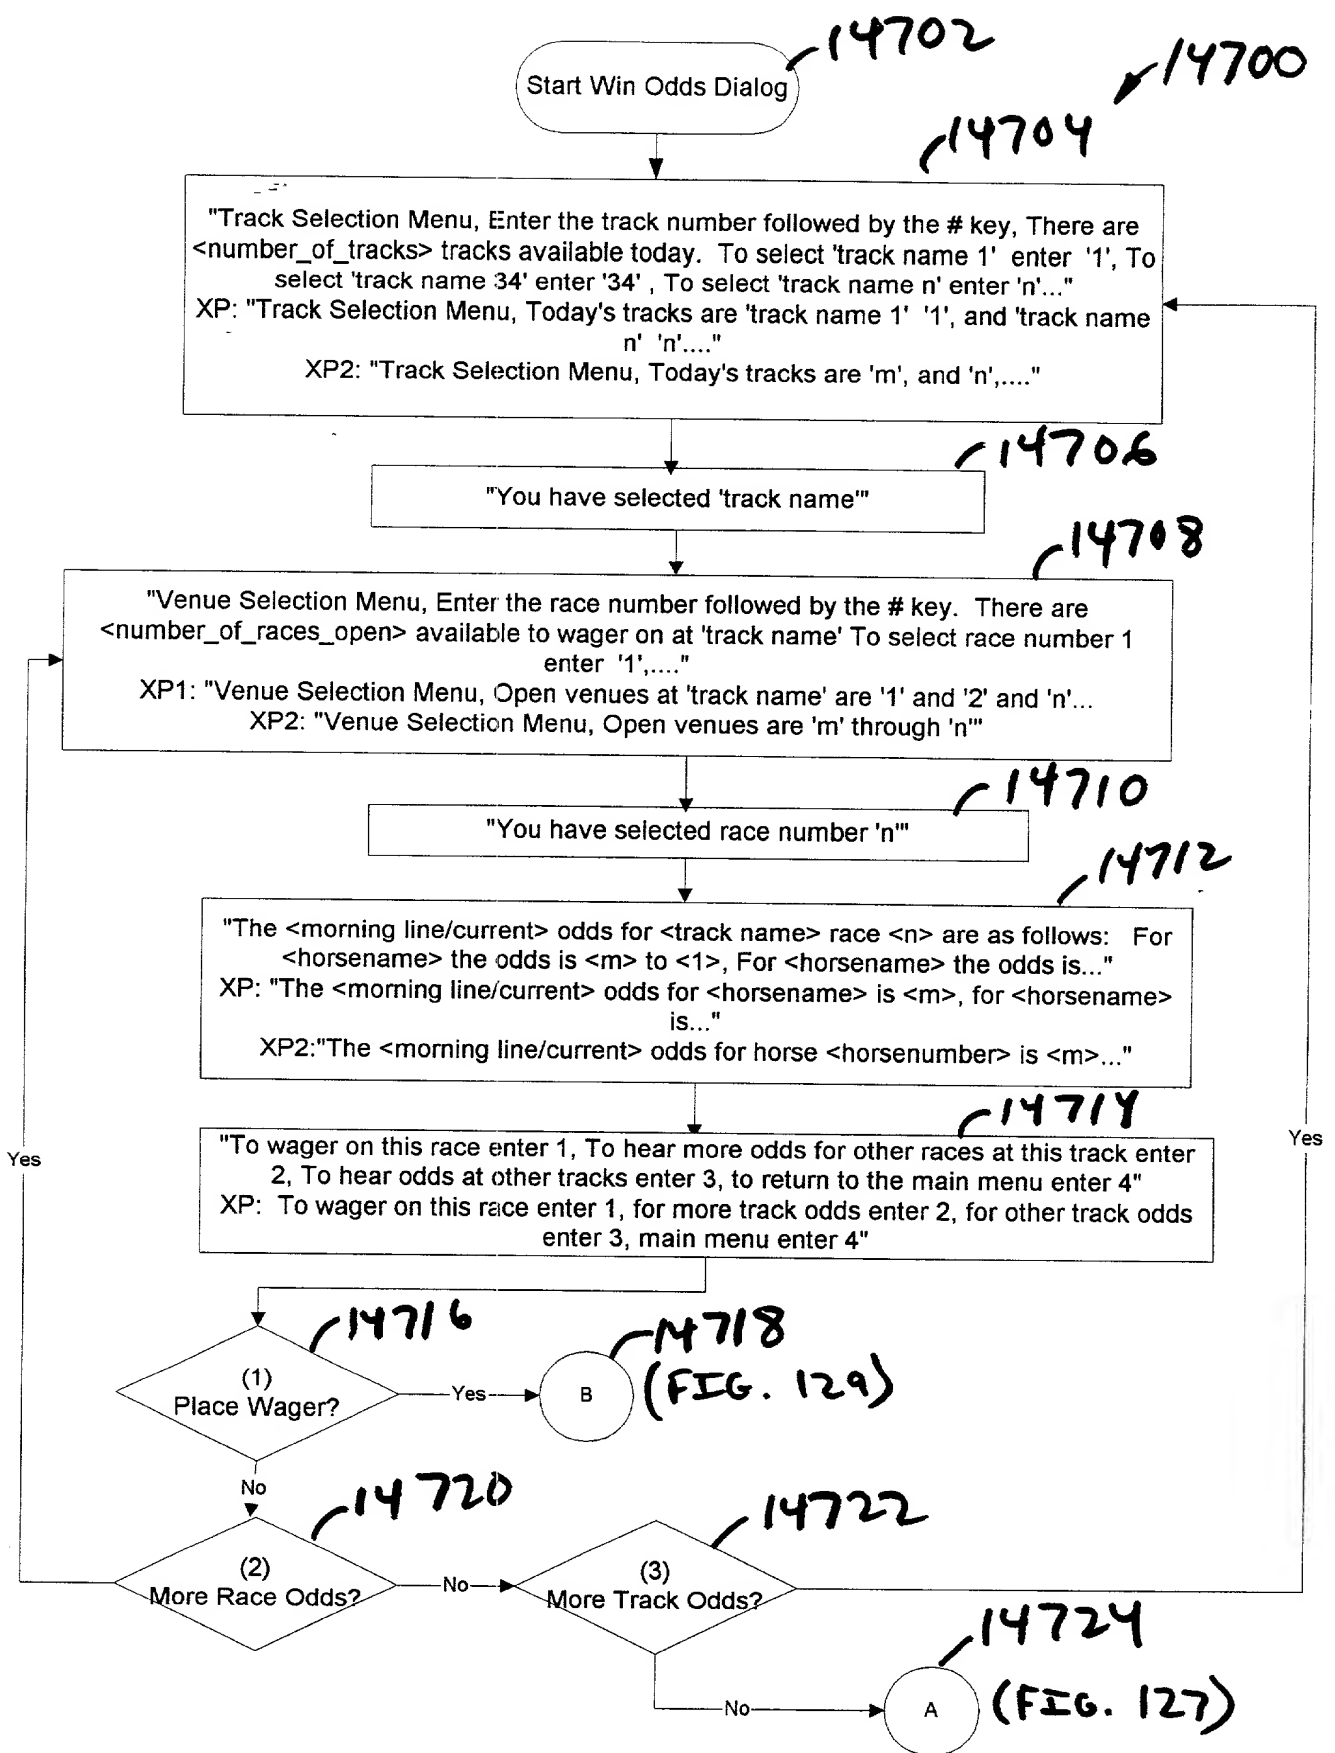 14702
14700
Start Win Odds Dialog
14704
"Track Selection Menu, Enter the track number followed by the # key, There are
<number_of_tracks> tracks available today.  To select 'track name 1'  enter  '1', To
select 'track name 34' enter '34' , To select 'track name n' enter 'n'..."
XP: "Track Selection Menu, Today's tracks are 'track name 1'  '1', and 'track name
n'  'n'...."
XP2: "Track Selection Menu, Today's tracks are 'm', and 'n',...."
14706
"You have selected 'track name'"
14708
"Venue Selection Menu, Enter the race number followed by the # key.  There are
<number_of_races_open> available to wager on at 'track name' To select race number 1
enter  '1',...."
XP1: "Venue Selection Menu, Open venues at 'track name' are '1' and '2' and 'n'...
XP2: "Venue Selection Menu, Open venues are 'm' through 'n'"
14710
"You have selected race number 'n'"
14712
"The <morning line/current> odds for <track name> race <n> are as follows:   For
<horsename> the odds is <m> to <1>, For <horsename> the odds is..."
XP: "The <morning line/current> odds for <horsename> is <m>, for <horsename>
is..."
XP2:"The <morning line/current> odds for horse <horsenumber> is <m>..."
14714
"To wager on this race enter 1, To hear more odds for other races at this track enter
2, To hear odds at other tracks enter 3, to return to the main menu enter 4"
XP:  To wager on this race enter 1, for more track odds enter 2, for other track odds
enter 3, main menu enter 4"
Yes
Yes
14716
(1)
Place Wager?
Yes
B
14718
(FIG. 129)
No
14720
(2)
More Race Odds?
No
14722
(3)
More Track Odds?
No
14724
A
(FIG. 127)